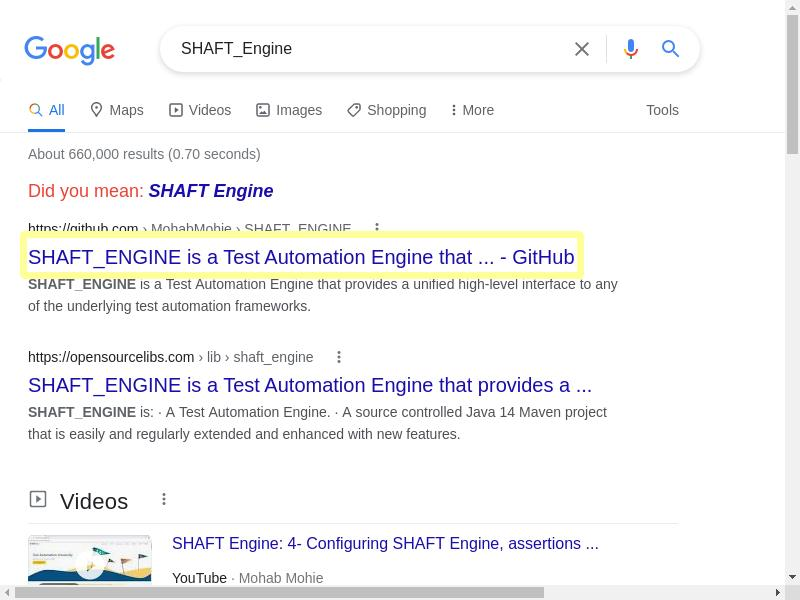 Google
SHAFT_Engine
All Maps Videos Images Shopping More Tools
About 660,000 results (0.70 seconds)
Did you mean: SHAFT Engine
https://github.com › MohabMohie › SHAFT_ENGINE
SHAFT_ENGINE is a Test Automation Engine that ... - GitHub
SHAFT_ENGINE is a Test Automation Engine that provides a unified high-level interface to any
of the underlying test automation frameworks.
https://opensourcelibs.com › lib › shaft_engine
SHAFT_ENGINE is a Test Automation Engine that provides a ...
SHAFT_ENGINE is: · A Test Automation Engine. · A source controlled Java 14 Maven project
that is easily and regularly extended and enhanced with new features.
Videos
SHAFT Engine: 4- Configuring SHAFT Engine, assertions ...
YouTube · Mohab Mohie